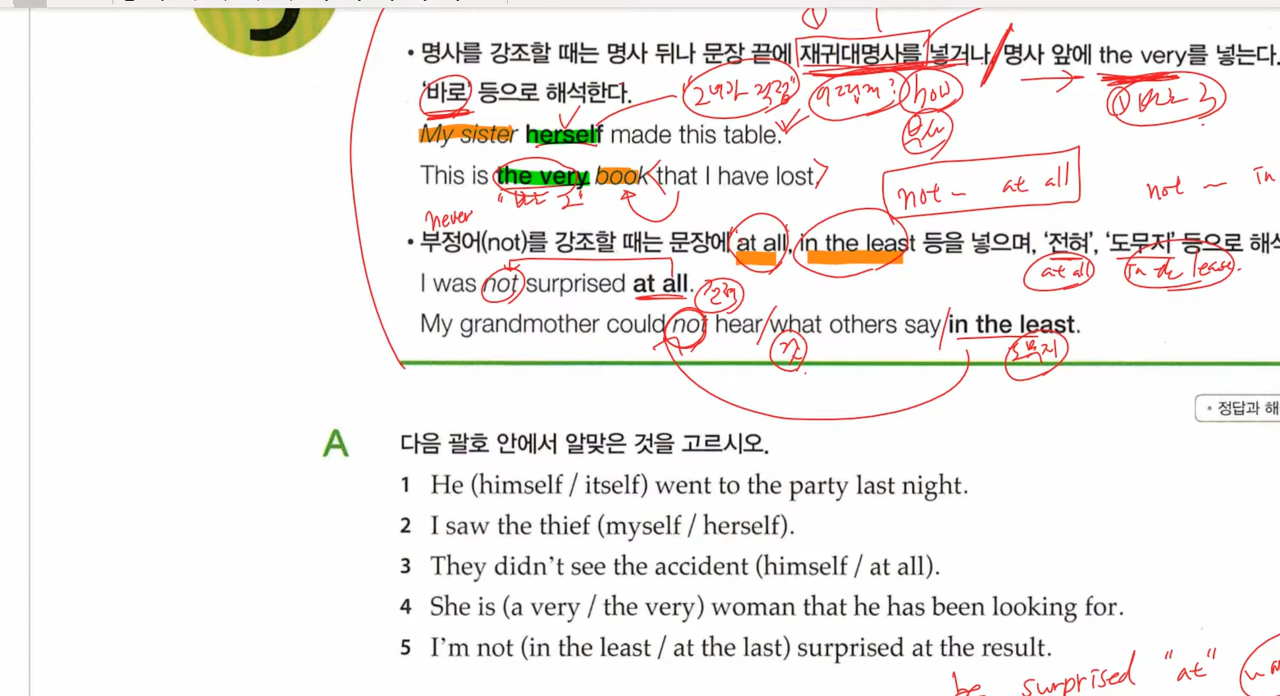 ①
• 명사를 강조할 때는 명사 뒤나 문장 끝에 재귀대명사를 넣거나, 명사 앞에 the very를 넣는다.
‘바로’ 등으로 해석한다.
how
My sister herself made this table.
This is the very book that I have lost.
not ~ at all
not ~ in
never
• 부정어(not)를 강조할 때는 문장에 at all, in the least 등을 넣으며, ‘전혀’, ‘도무지’ 등으로 해석
at all
I was not surprised at all.
전혀
My grandmother could not hear what others say in the least.
도무지
• 정답과 해
A 다음 괄호 안에서 알맞은 것을 고르시오.
1 He (himself / itself) went to the party last night.
2 I saw the thief (myself / herself).
3 They didn’t see the accident (himself / at all).
4 She is (a very / the very) woman that he has been looking for.
5 I’m not (in the least / at the last) surprised at the result.
be surprised "at"